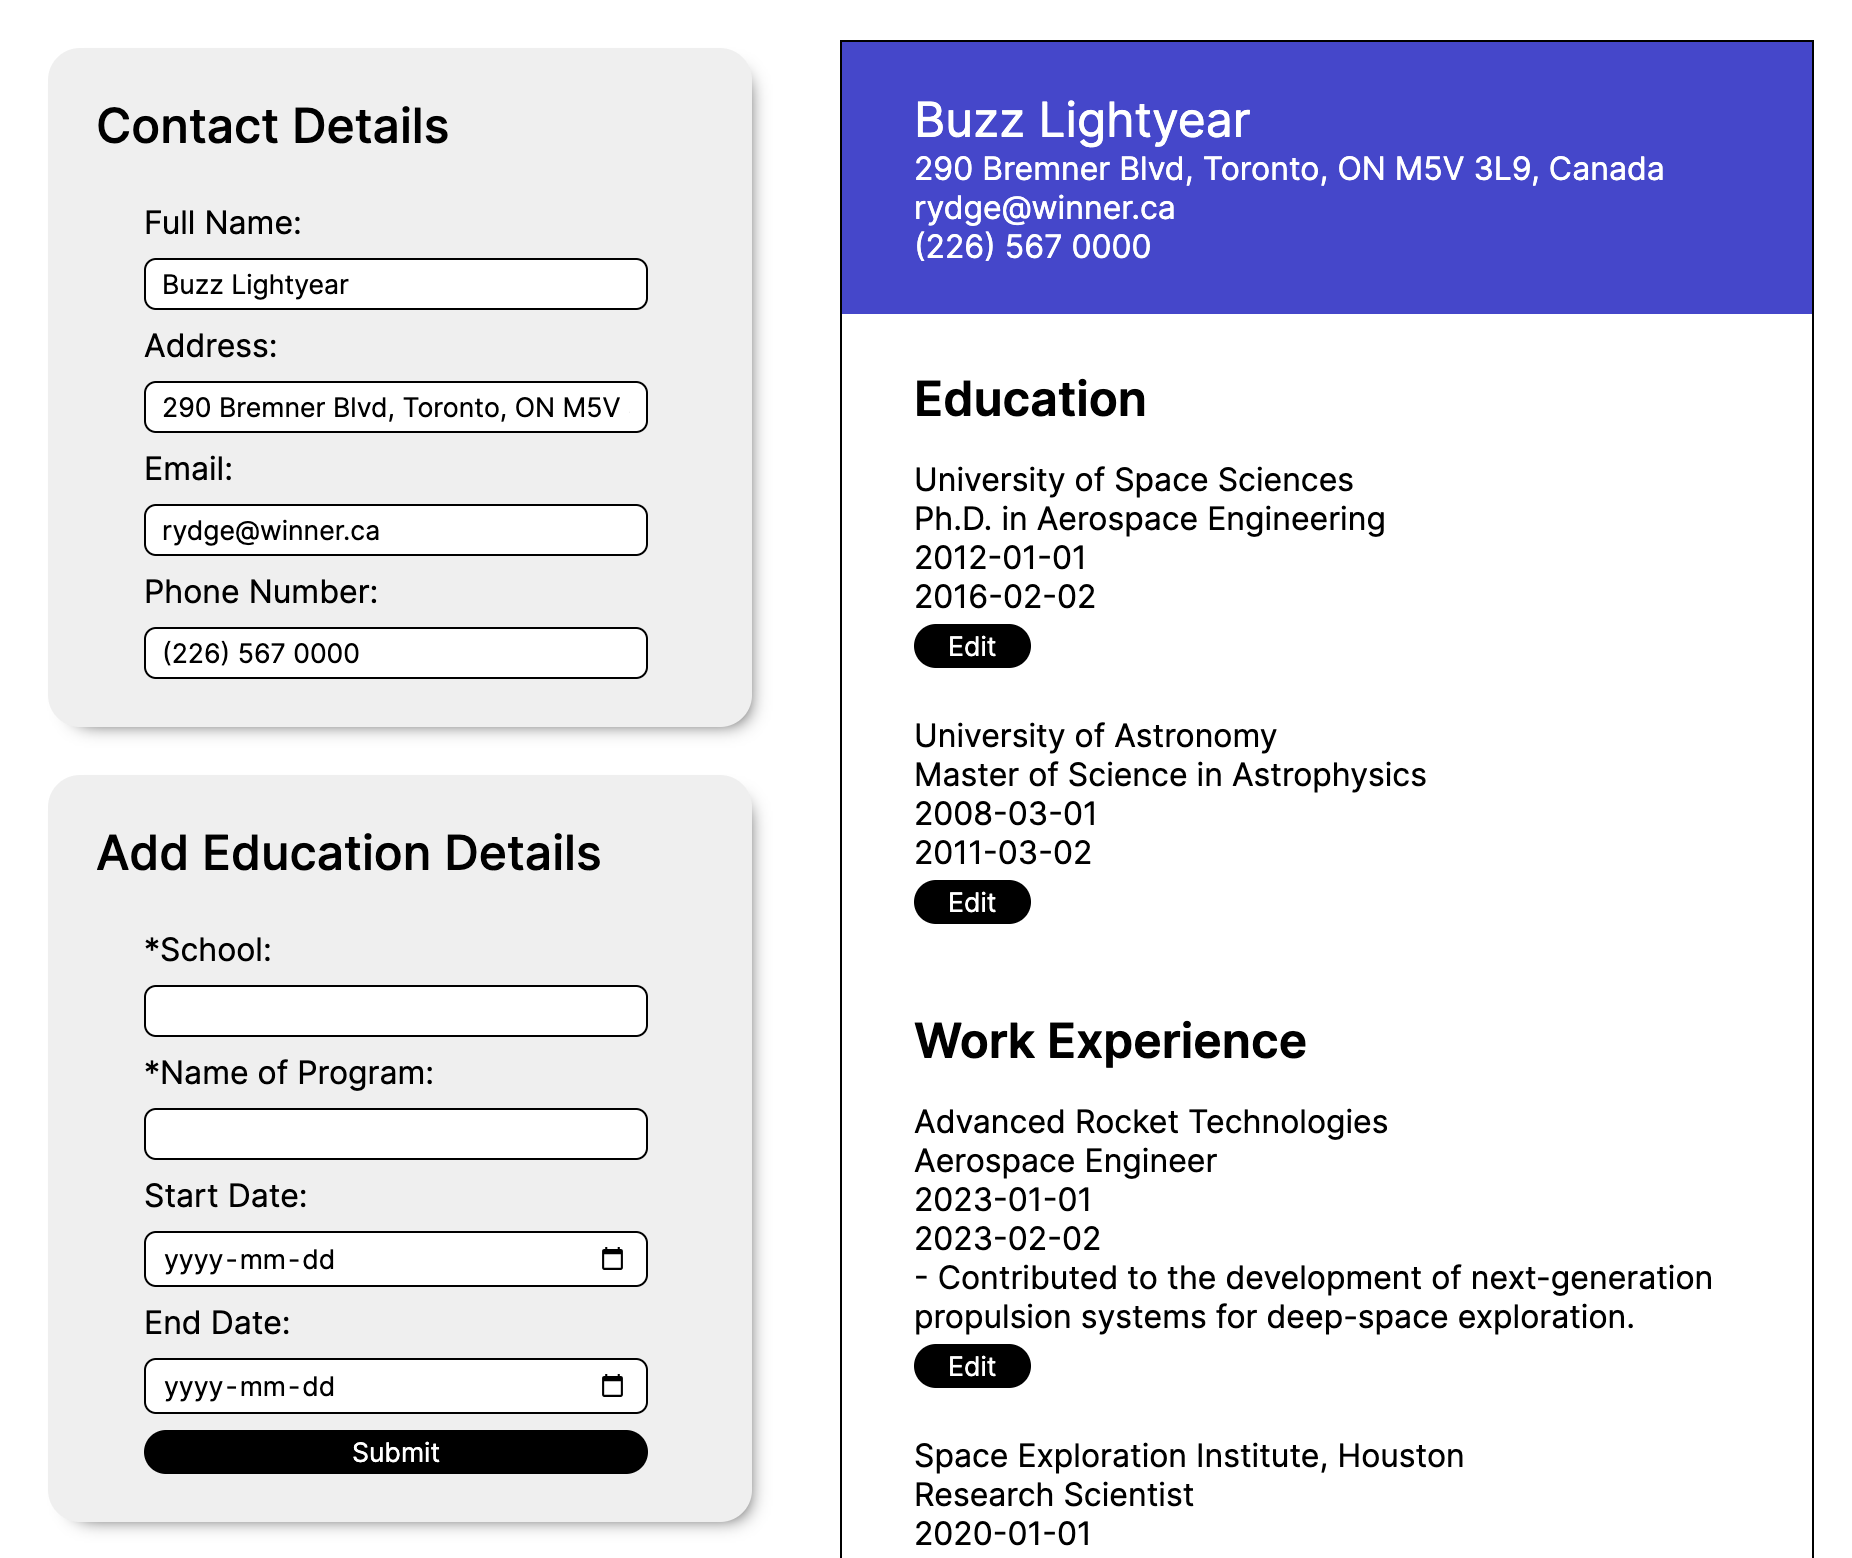 Contact Details
Full Name:
Buzz Lightyear
Address:
290 Bremner Blvd, Toronto, ON M5V
Email:
rydge@winner.ca
Phone Number:
(226) 567 0000
Add Education Details
*School:
*Name of Program:
Start Date:
yyyy-mm-dd
End Date:
yyyy-mm-dd
Submit
Buzz Lightyear
290 Bremner Blvd, Toronto, ON M5V 3L9, Canada
rydge@winner.ca
(226) 567 0000
Education
University of Space Sciences
Ph.D. in Aerospace Engineering
2012-01-01
2016-02-02
Edit
University of Astronomy
Master of Science in Astrophysics
2008-03-01
2011-03-02
Edit
Work Experience
Advanced Rocket Technologies
Aerospace Engineer
2023-01-01
2023-02-02
- Contributed to the development of next-generation
propulsion systems for deep-space exploration.
Edit
Space Exploration Institute, Houston
Research Scientist
2020-01-01